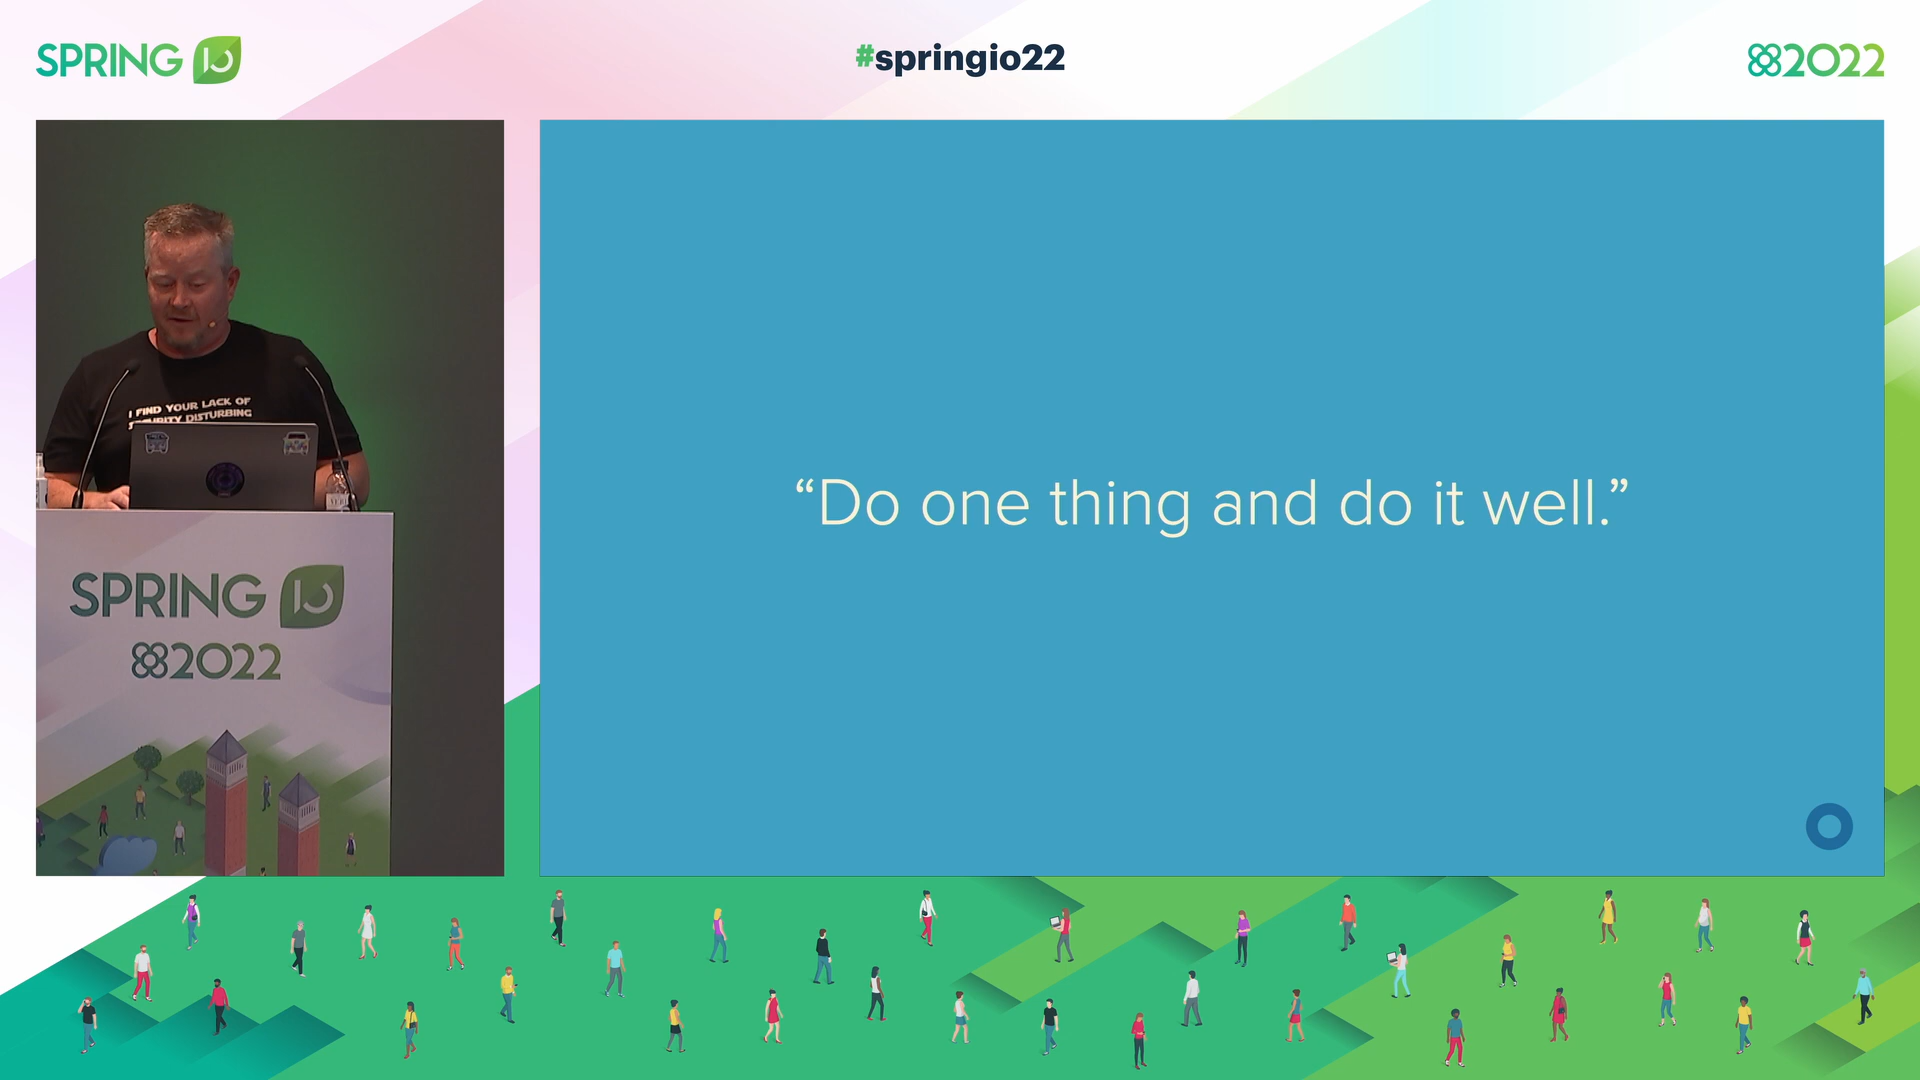 SPRING IO
#springio22
2022
I FIND YOUR LACK OF
SECURITY DISTURBING
SPRING IO
2022
“Do one thing and do it well.”